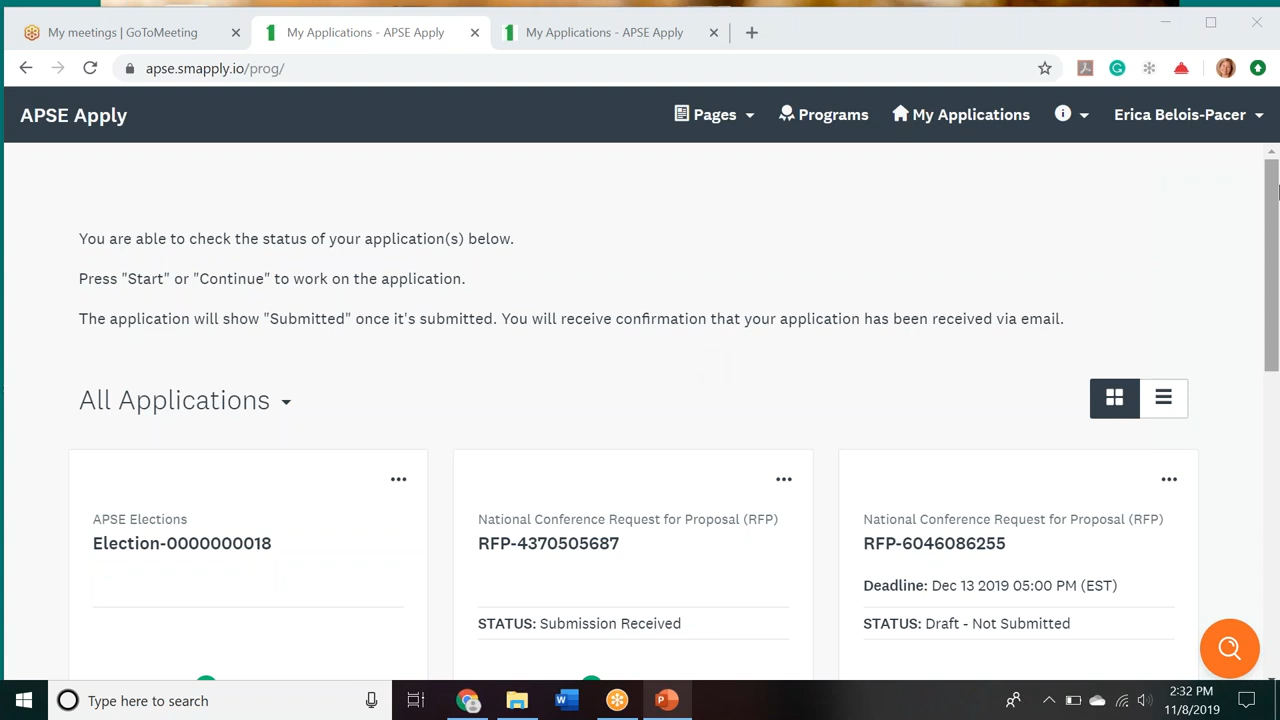 My meetings | GoToMeeting
My Applications - APSE Apply
My Applications - APSE Apply
apse.smapply.io/prog/
APSE Apply
Pages
Programs
My Applications
Erica Belois-Pacer
You are able to check the status of your application(s) below.
Press "Start" or "Continue" to work on the application.
The application will show "Submitted" once it's submitted. You will receive confirmation that your application has been received via email.
All Applications
APSE Elections
Election-0000000018
National Conference Request for Proposal (RFP)
RFP-4370505687
STATUS: Submission Received
National Conference Request for Proposal (RFP)
RFP-6046086255
Deadline: Dec 13 2019 05:00 PM (EST)
STATUS: Draft - Not Submitted
Type here to search
2:32 PM
11/8/2019